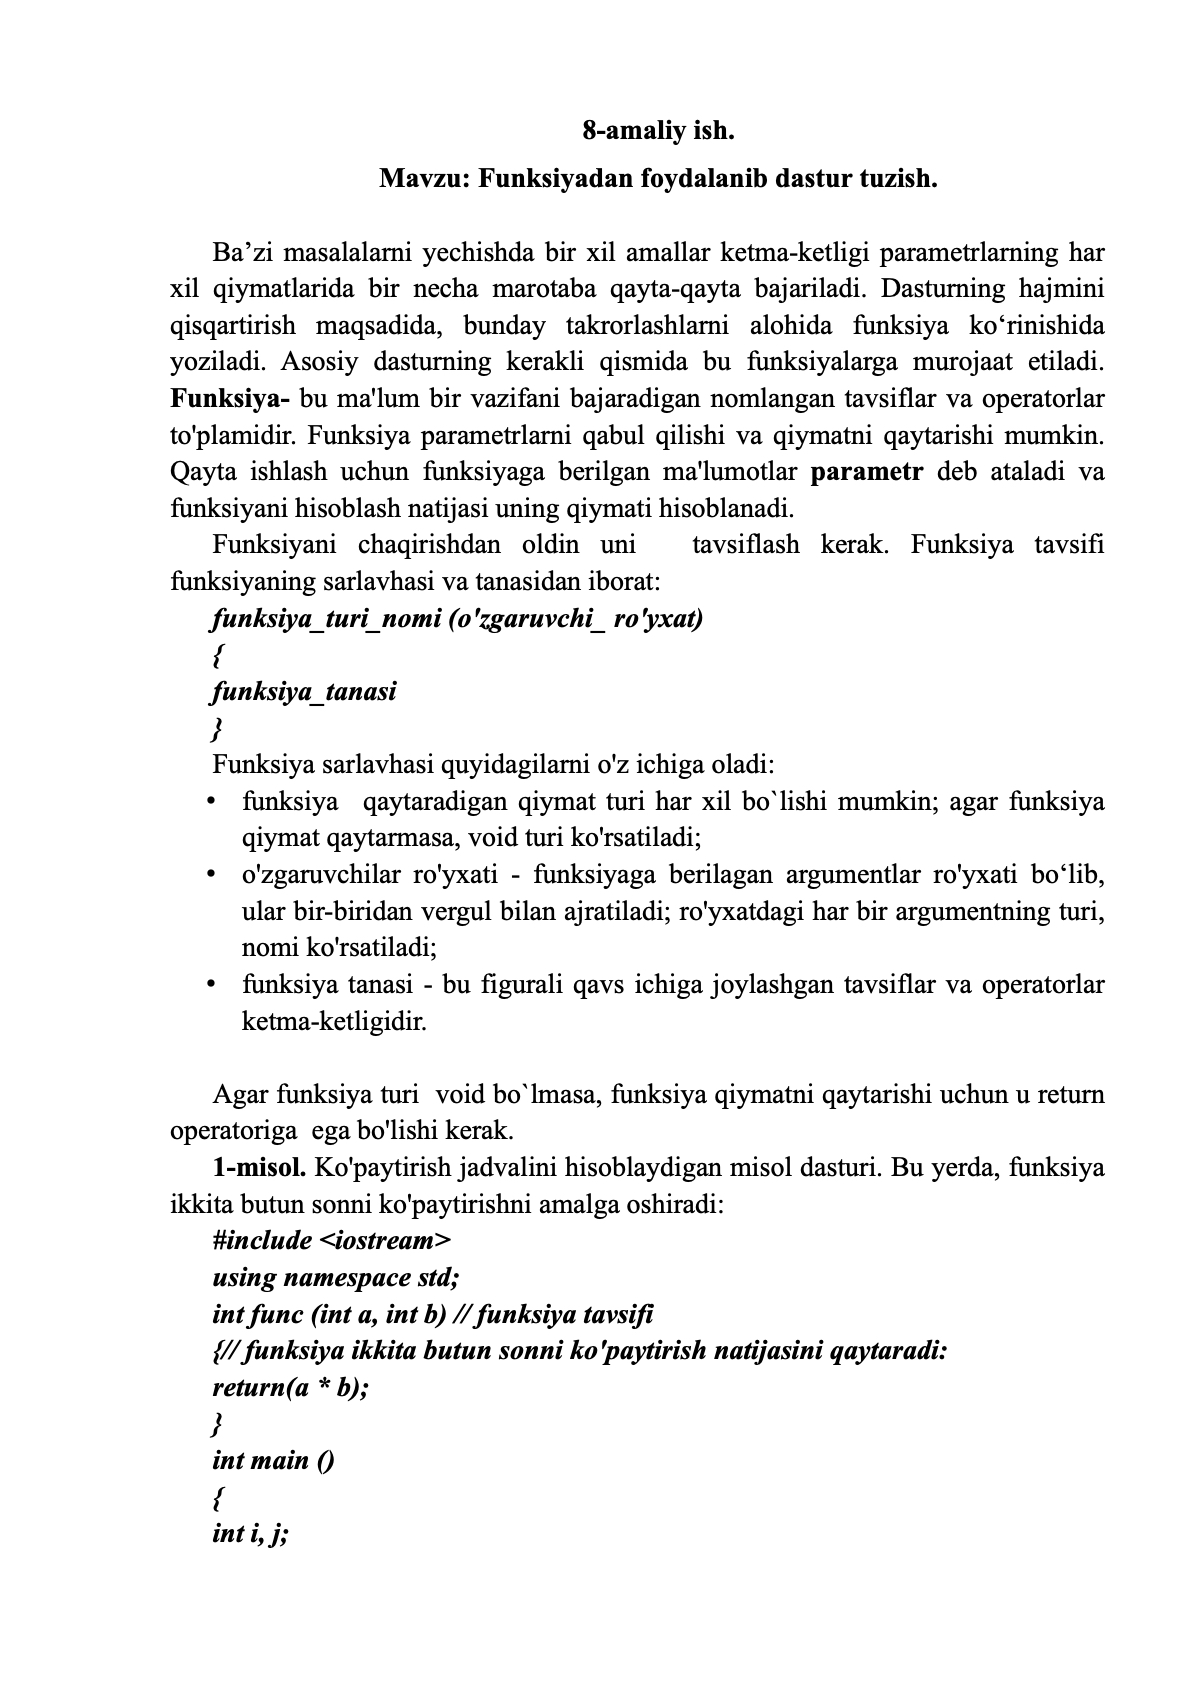 8-amaliy ish.
Mavzu: Funksiyadan foydalanib dastur tuzish.
Ba’zi masalalarni yechishda bir xil amallar ketma-ketligi parametrlarning har
xil qiymatlarida bir necha marotaba qayta-qayta bajariladi. Dasturning hajmini
qisqartirish maqsadida, bunday takrorlashlarni alohida funksiya ko‘rinishida
yoziladi. Asosiy dasturning kerakli qismida bu funksiyalarga murojaat etiladi.
Funksiya- bu ma'lum bir vazifani bajaradigan nomlangan tavsiflar va operatorlar
to'plamidir. Funksiya parametrlarni qabul qilishi va qiymatni qaytarishi mumkin.
Qayta ishlash uchun funksiyaga berilgan ma'lumotlar parametr deb ataladi va
funksiyani hisoblash natijasi uning qiymati hisoblanadi.
Funksiyani chaqirishdan oldin uni tavsiflash kerak. Funksiya tavsifi
funksiyaning sarlavhasi va tanasidan iborat:
funksiya_turi_nomi (o'zgaruvchi_ ro'yxat)
{
funksiya_tanasi
}
Funksiya sarlavhasi quyidagilarni o'z ichiga oladi:
• funksiya qaytaradigan qiymat turi har xil bo`lishi mumkin; agar funksiya
qiymat qaytarmasa, void turi ko'rsatiladi;
• o'zgaruvchilar ro'yxati - funksiyaga berilagan argumentlar ro'yxati bo‘lib,
ular bir-biridan vergul bilan ajratiladi; ro'yxatdagi har bir argumentning turi,
nomi ko'rsatiladi;
• funksiya tanasi - bu figurali qavs ichiga joylashgan tavsiflar va operatorlar
ketma-ketligidir.
Agar funksiya turi void bo`lmasa, funksiya qiymatni qaytarishi uchun u return
operatoriga ega bo'lishi kerak.
1-misol. Ko'paytirish jadvalini hisoblaydigan misol dasturi. Bu yerda, funksiya
ikkita butun sonni ko'paytirishni amalga oshiradi:
#include <iostream>
using namespace std;
int func (int a, int b) // funksiya tavsifi
{// funksiya ikkita butun sonni ko'paytirish natijasini qaytaradi:
return(a * b);
}
int main ()
{
int i, j;